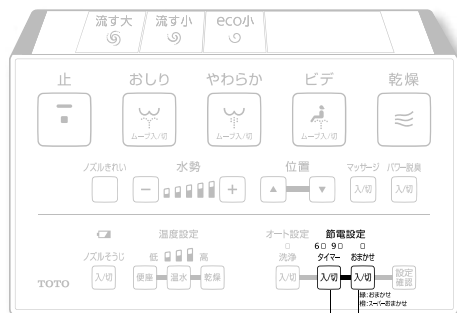 流す大 流す小 eco小
止 おしり やわらか ビデ 乾燥
ムーブ入/切 ムーブ入/切 ムーブ入/切
ノズルきれい 水勢 位置 マッサージ パワー脱臭
− + ▲ ▼ 入/切 入/切
温度設定 オート設定 節電設定
6 9
ノズルそうじ 低 高 洗浄 タイマー おまかせ
入/切 便座 温水 乾燥 入/切 入/切 入/切 設定確認
TOTO
緑:おまかせ
橙:スーパーおまかせ